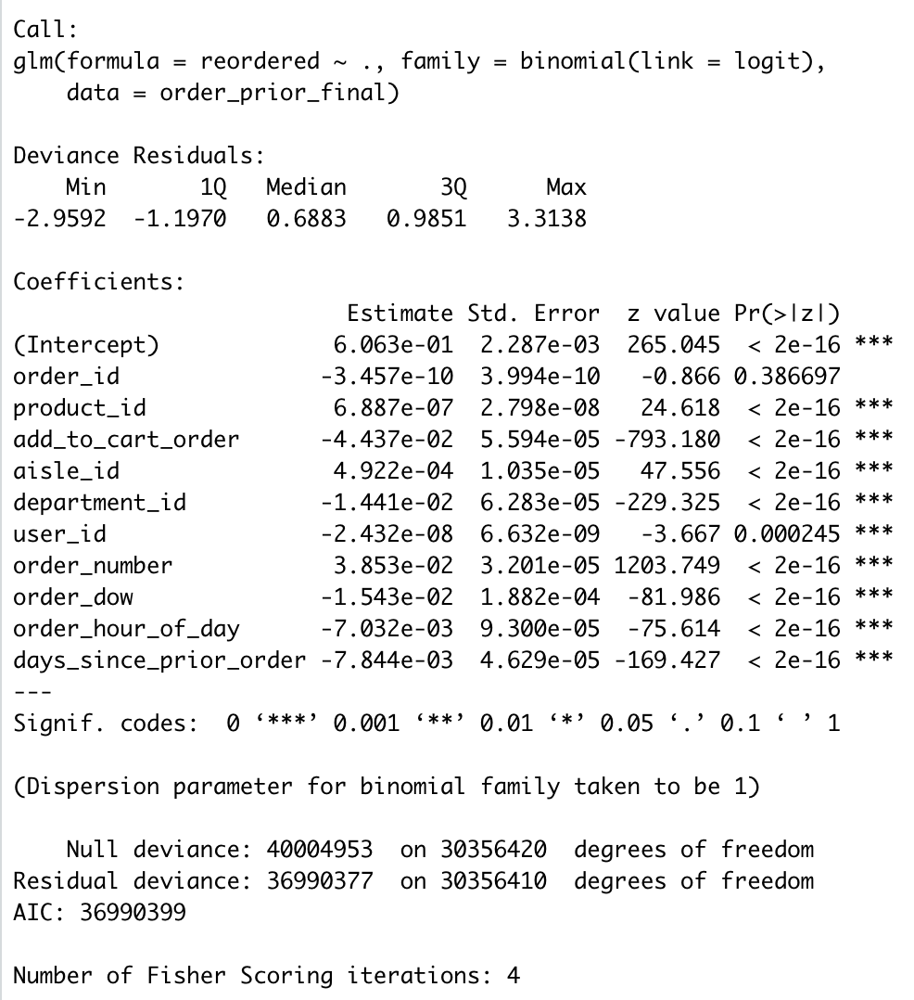 Call:
glm(formula = reordered ~ ., family = binomial(link = logit),
    data = order_prior_final)

Deviance Residuals:
    Min       1Q   Median       3Q      Max
-2.9592  -1.1970   0.6883   0.9851   3.3138

Coefficients:
                         Estimate Std. Error  z value Pr(>|z|)
(Intercept)             6.063e-01  2.287e-03  265.045  < 2e-16 ***
order_id               -3.457e-10  3.994e-10   -0.866 0.386697
product_id              6.887e-07  2.798e-08   24.618  < 2e-16 ***
add_to_cart_order      -4.437e-02  5.594e-05 -793.180  < 2e-16 ***
aisle_id                4.922e-04  1.035e-05   47.556  < 2e-16 ***
department_id          -1.441e-02  6.283e-05 -229.325  < 2e-16 ***
user_id                -2.432e-08  6.632e-09   -3.667 0.000245 ***
order_number            3.853e-02  3.201e-05 1203.749  < 2e-16 ***
order_dow              -1.543e-02  1.882e-04  -81.986  < 2e-16 ***
order_hour_of_day      -7.032e-03  9.300e-05  -75.614  < 2e-16 ***
days_since_prior_order -7.844e-03  4.629e-05 -169.427  < 2e-16 ***
---
Signif. codes:  0 ‘***’ 0.001 ‘**’ 0.01 ‘*’ 0.05 ‘.’ 0.1 ‘ ’ 1

(Dispersion parameter for binomial family taken to be 1)

    Null deviance: 40004953  on 30356420  degrees of freedom
Residual deviance: 36990377  on 30356410  degrees of freedom
AIC: 36990399

Number of Fisher Scoring iterations: 4